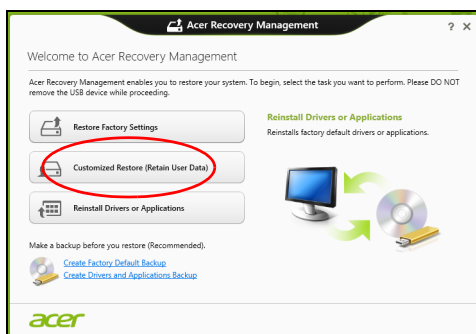 Acer Recovery Management
? ×
Welcome to Acer Recovery Management
Acer Recovery Management enables you to restore your system. To begin, select the task you want to perform. Please DO NOT
remove the USB device while proceeding.
Restore Factory Settings
Customized Restore (Retain User Data)
Reinstall Drivers or Applications
Reinstall Drivers or Applications
Reinstalls factory default drivers or applications.
Make a backup before you restore (Recommended).
Create Factory Default Backup
Create Drivers and Applications Backup
acer